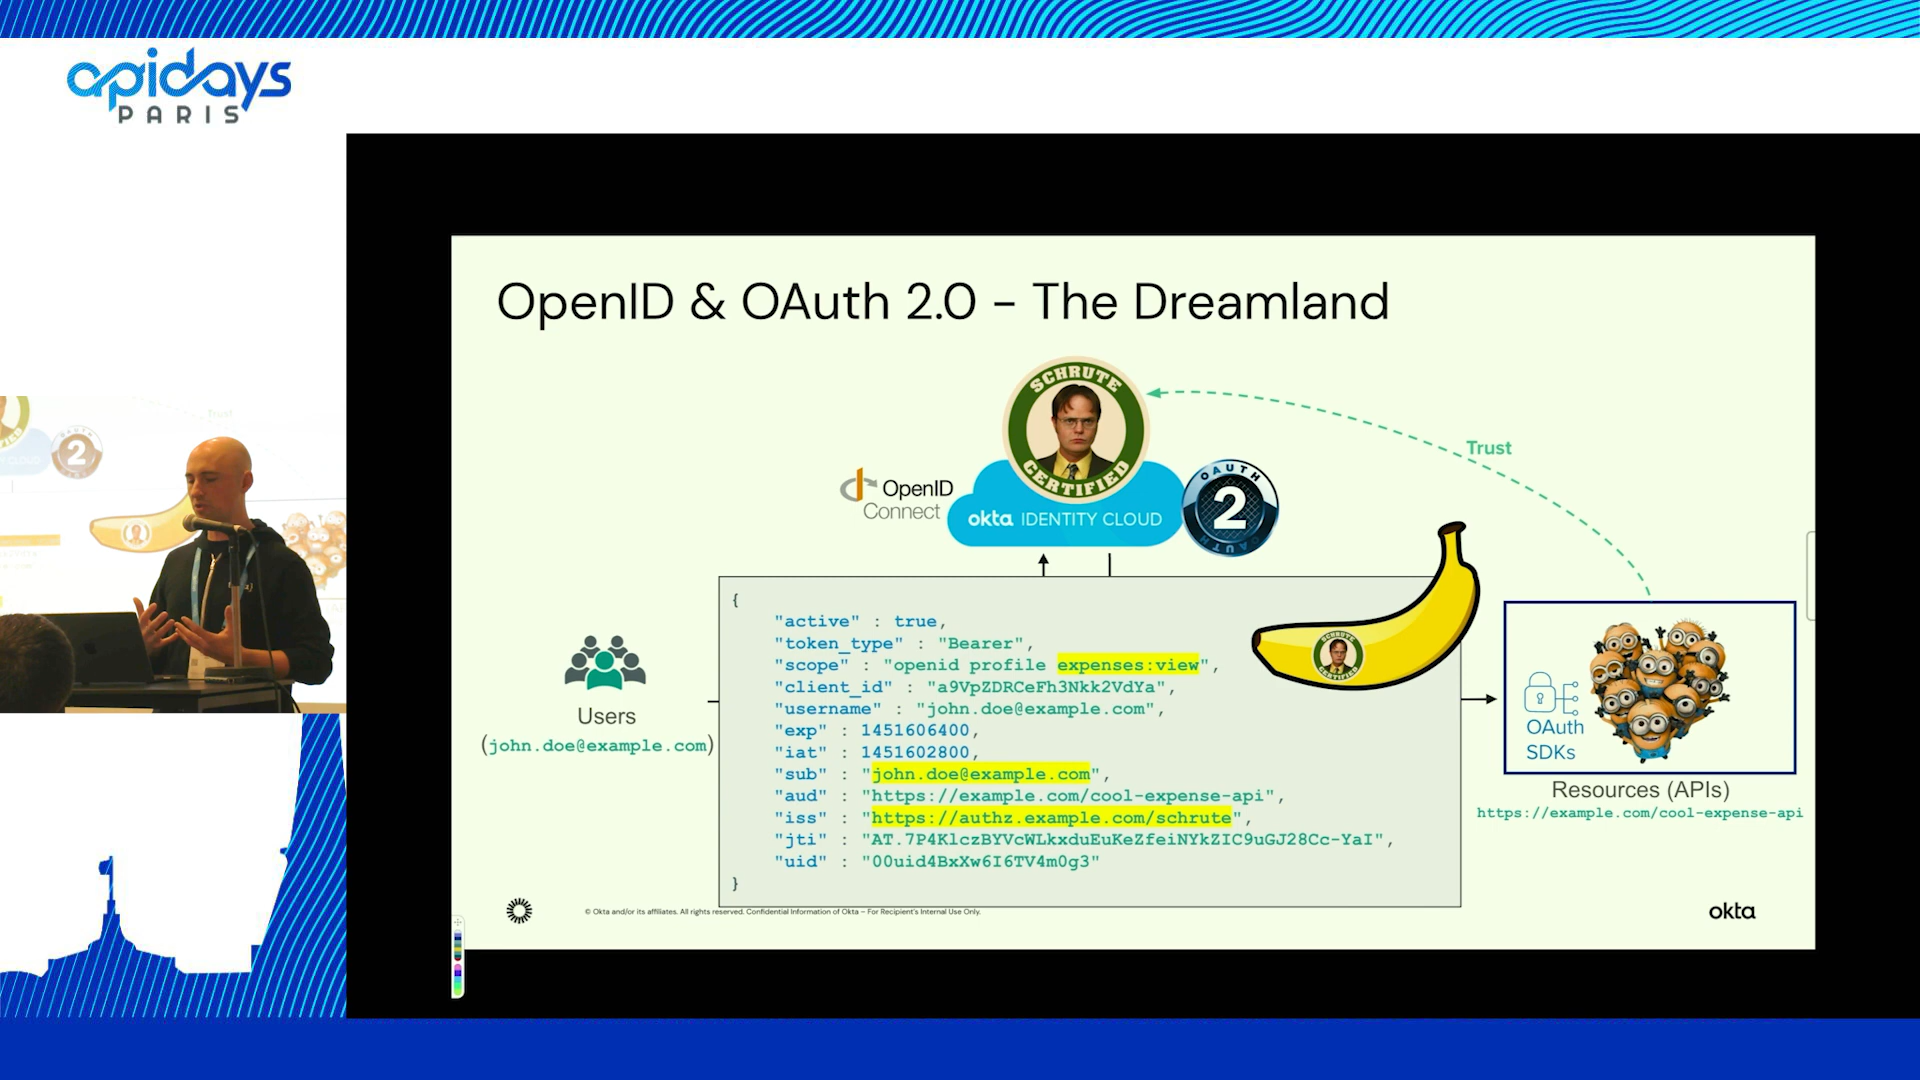 apidays
PARIS
OpenID & OAuth 2.0 – The Dreamland
SCHRUTE
CERTIFIED
Trust
OpenID
Connect
okta IDENTITY CLOUD
OAUTH
2
OAUTH
{
"active" : true,
"token_type" : "Bearer",
"scope" : "openid profile expenses:view",
"client_id" : "a9VpZDRCeFh3Nkk2VdYa",
"username" : "john.doe@example.com",
"exp" : 1451606400,
"iat" : 1451602800,
"sub" : "john.doe@example.com",
"aud" : "https://example.com/cool-expense-api",
"iss" : "https://authz.example.com/schrute",
"jti" : "AT.7P4KlczBYVcWLkxduEuKeZfeiNYkZIC9uGJ28Cc-YaI",
"uid" : "00uid4BxXw6I6TV4m0g3"
}
SCHRUTE
CERTIFIED
Users
(john.doe@example.com)
OAuth
SDKs
Resources (APIs)
https://example.com/cool-expense-api
© Okta and/or its affiliates. All rights reserved. Confidential Information of Okta – For Recipient's Internal Use Only.
okta
Trust
2